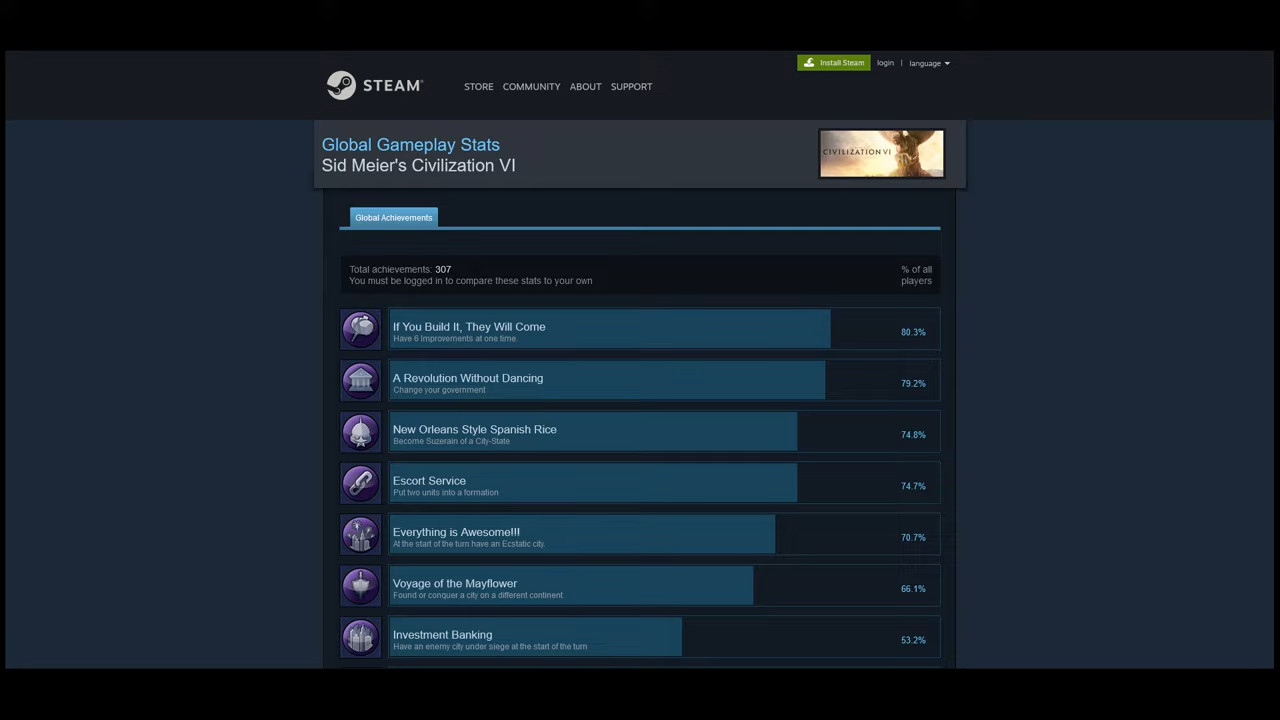 Install Steam login | language
STEAM®
STORE COMMUNITY ABOUT SUPPORT
Global Gameplay Stats
Sid Meier's Civilization VI
CIVILIZATION VI
Global Achievements
Total achievements: 307
You must be logged in to compare these stats to your own
% of all
players
If You Build It, They Will Come
Have 6 Improvements at one time.
80.3%
A Revolution Without Dancing
Change your government
79.2%
New Orleans Style Spanish Rice
Become Suzerain of a City-State
74.8%
Escort Service
Put two units into a formation
74.7%
Everything is Awesome!!!
At the start of the turn have an Ecstatic city.
70.7%
Voyage of the Mayflower
Found or conquer a city on a different continent
66.1%
Investment Banking
Have an enemy city under siege at the start of the turn
53.2%